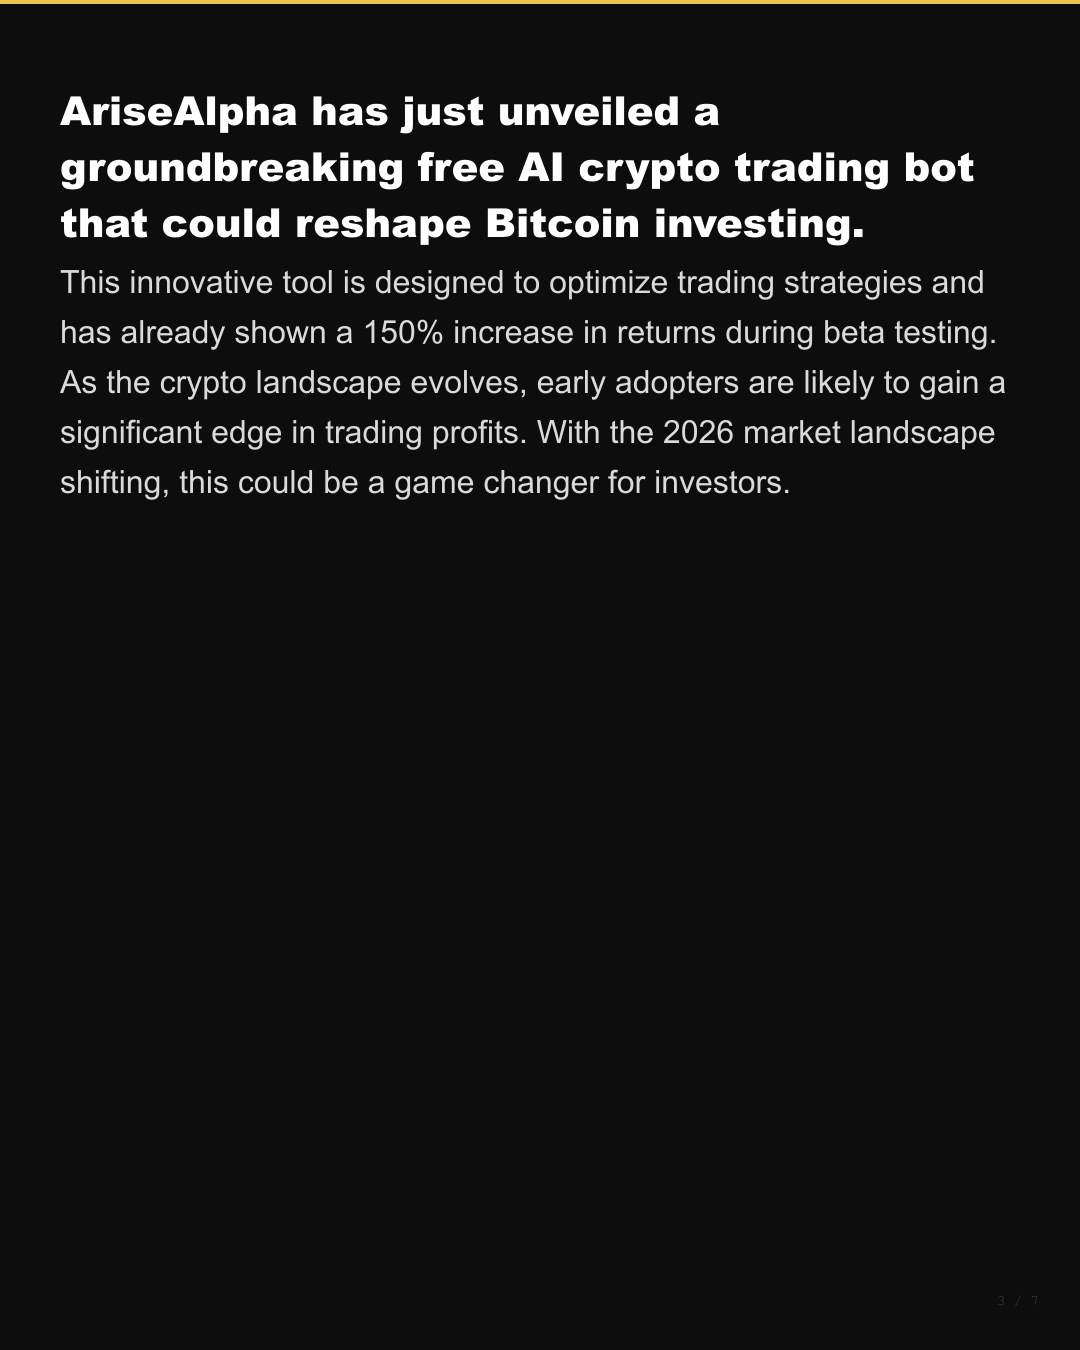 AriseAlpha has just unveiled a
groundbreaking free AI crypto trading bot
that could reshape Bitcoin investing.
This innovative tool is designed to optimize trading strategies and
has already shown a 150% increase in returns during beta testing.
As the crypto landscape evolves, early adopters are likely to gain a
significant edge in trading profits. With the 2026 market landscape
shifting, this could be a game changer for investors.
3 / 7